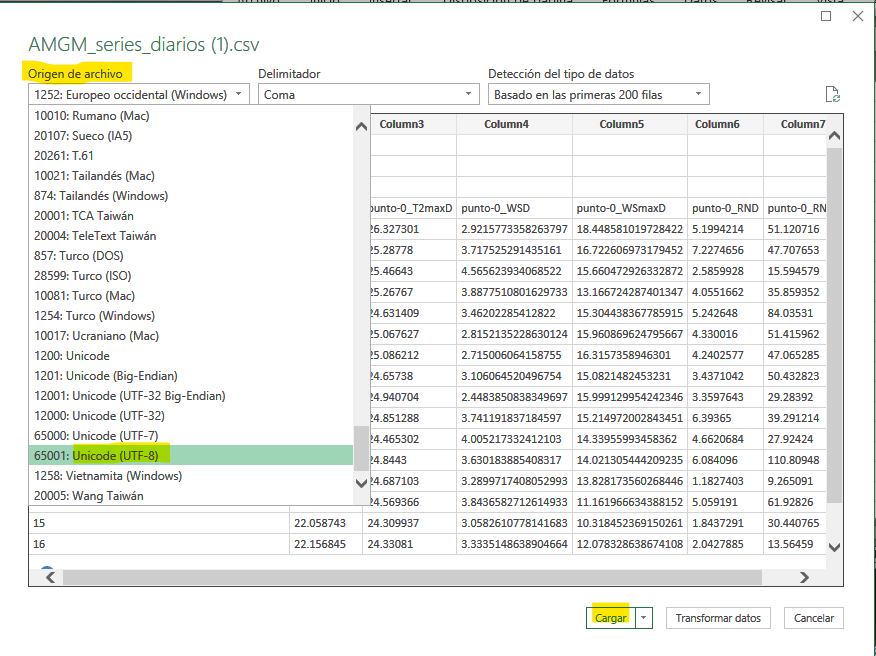 AMGM_series_diarios (1).csv
Origen de archivo Delimitador Detección del tipo de datos
1252: Europeo occidental (Windows) Coma Basado en las primeras 200 filas
10010: Rumano (Mac) Column3 Column4 Column5 Column6 Column7
20107: Sueco (IA5)
20261: T.61
10021: Tailandés (Mac)
874: Tailandés (Windows)
20001: TCA Taiwán punto-0_T2maxD punto-0_WSD punto-0_WSmaxD punto-0_RND punto-0_RN
20004: TeleText Taiwán 26.327301 2.9215773358263797 18.448581019728422 5.1994214 51.120716
857: Turco (DOS) 25.28778 3.717525291435161 16.722606973179452 7.2274656 47.707653
28599: Turco (ISO) 25.46643 4.565623934068522 15.660472926332872 2.5859928 15.594579
10081: Turco (Mac) 25.26767 3.8877510801629733 13.166724287401347 4.0551662 35.859352
1254: Turco (Windows) 24.631409 3.46202285412822 15.304438367785915 5.242648 84.03531
10017: Ucraniano (Mac) 25.067627 2.8152135228630124 15.960869624795667 4.330016 51.415962
1200: Unicode 25.086212 2.715006064158755 16.3157358946301 4.2402577 47.065285
1201: Unicode (Big-Endian) 24.65738 3.106064520496754 15.0821482453231 3.4371042 50.432823
12001: Unicode (UTF-32 Big-Endian) 24.940704 2.4483850838349697 15.999129954242346 3.3597643 29.28392
12000: Unicode (UTF-32) 24.851288 3.741191837184597 15.214972002843451 6.39365 39.291214
65000: Unicode (UTF-7) 24.465302 4.005217332412103 14.33955993458362 4.6620684 27.92424
65001: Unicode (UTF-8) 24.8443 3.630183885408317 14.021305444209235 6.084096 110.80948
1258: Vietnamita (Windows) 24.687103 3.2899717408052993 13.828173560268446 1.1827403 9.265091
20005: Wang Taiwán 24.569366 3.8436582712614933 11.161966634388152 5.059191 61.92826
15 22.058743 24.309937 3.0582610778141683 10.318452369150261 1.8437291 30.440765
16 22.156845 24.33081 3.3335148638904664 12.078328638674108 2.0427885 13.56459
Cargar Transformar datos Cancelar